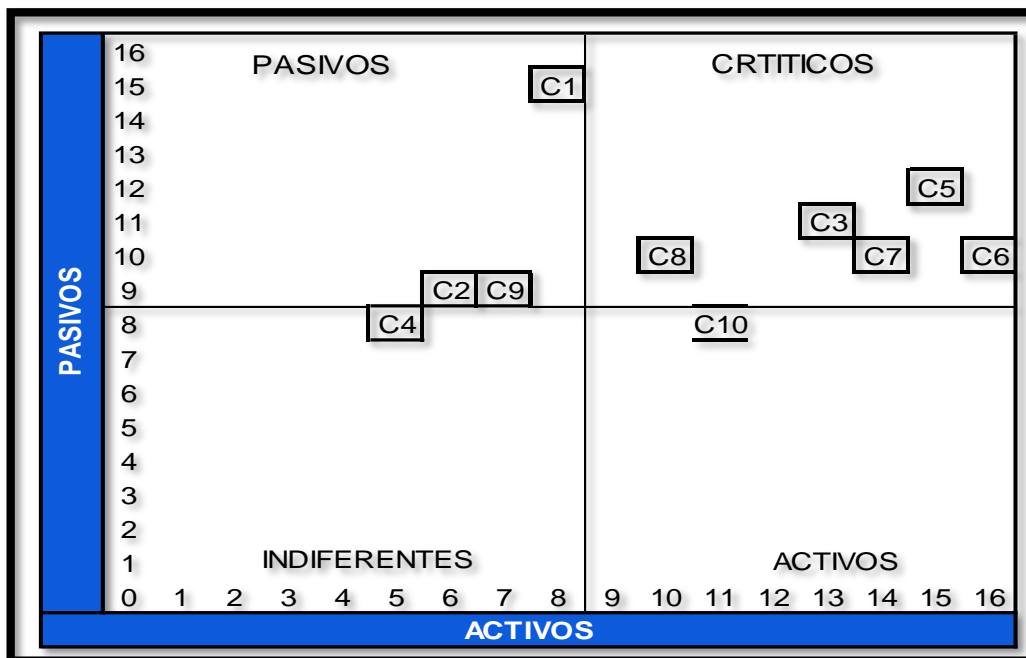 16
PASIVOS CRTITICOS
15 C1
14
13
12 C5
11 C3
10 C8 C7 C6
9 C2 C9
8 C4 C10
7
6
5
4
3
2
1 INDIFERENTES ACTIVOS
0 1 2 3 4 5 6 7 8 9 10 11 12 13 14 15 16
PASIVOS
ACTIVOS